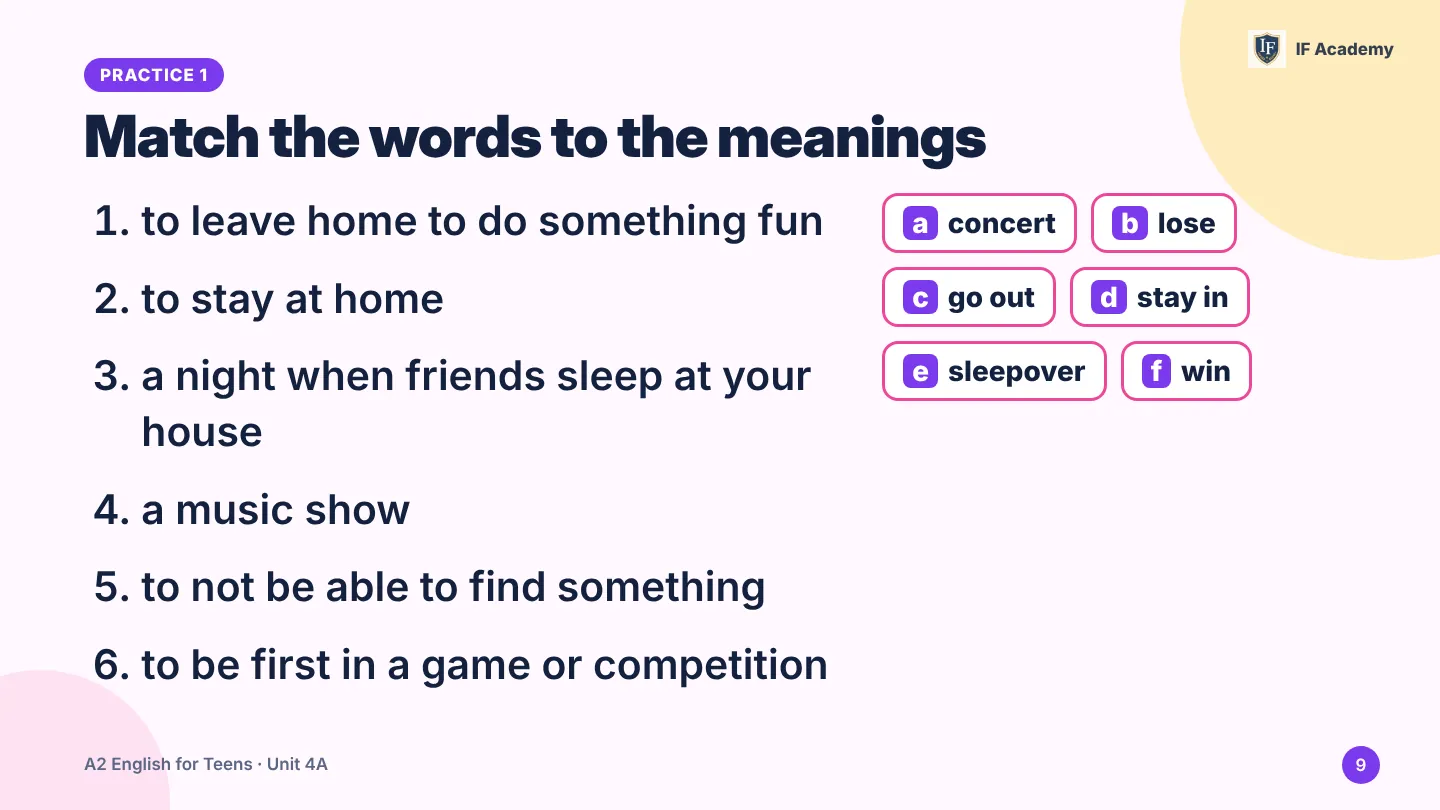 IF IF Academy
PRACTICE 1
Match the words to the meanings
1. to leave home to do something fun
2. to stay at home
3. a night when friends sleep at your
house
4. a music show
5. to not be able to find something
6. to be first in a game or competition
a concert b lose
c go out d stay in
e sleepover f win
A2 English for Teens · Unit 4A
9